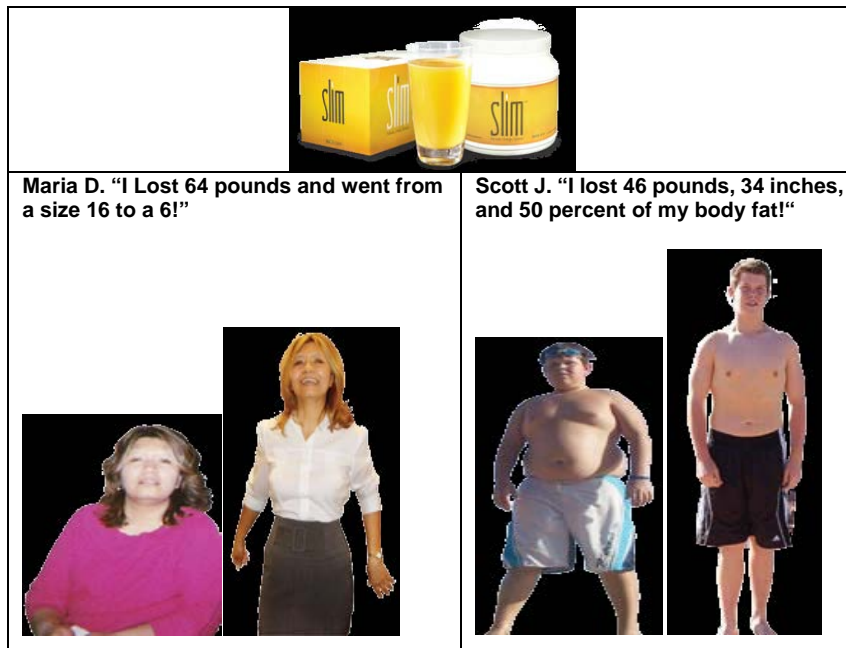 slim
slim
slim
Maria D. “I Lost 64 pounds and went from
a size 16 to a 6!”
Scott J. “I lost 46 pounds, 34 inches,
and 50 percent of my body fat!“